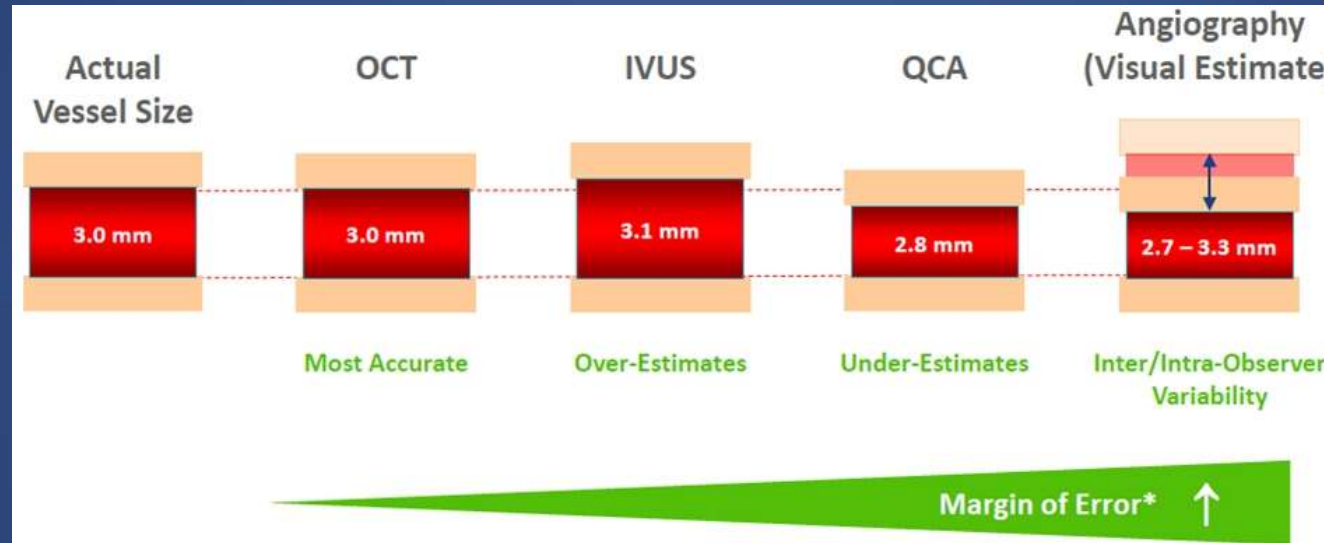 Actual
Vessel Size
OCT
IVUS
QCA
Angiography
(Visual Estimate
3.0 mm
3.0 mm
3.1 mm
2.8 mm
2.7 – 3.3 mm
Most Accurate
Over-Estimates
Under-Estimates
Inter/Intra-Observer
Variability
Margin of Error* ↑